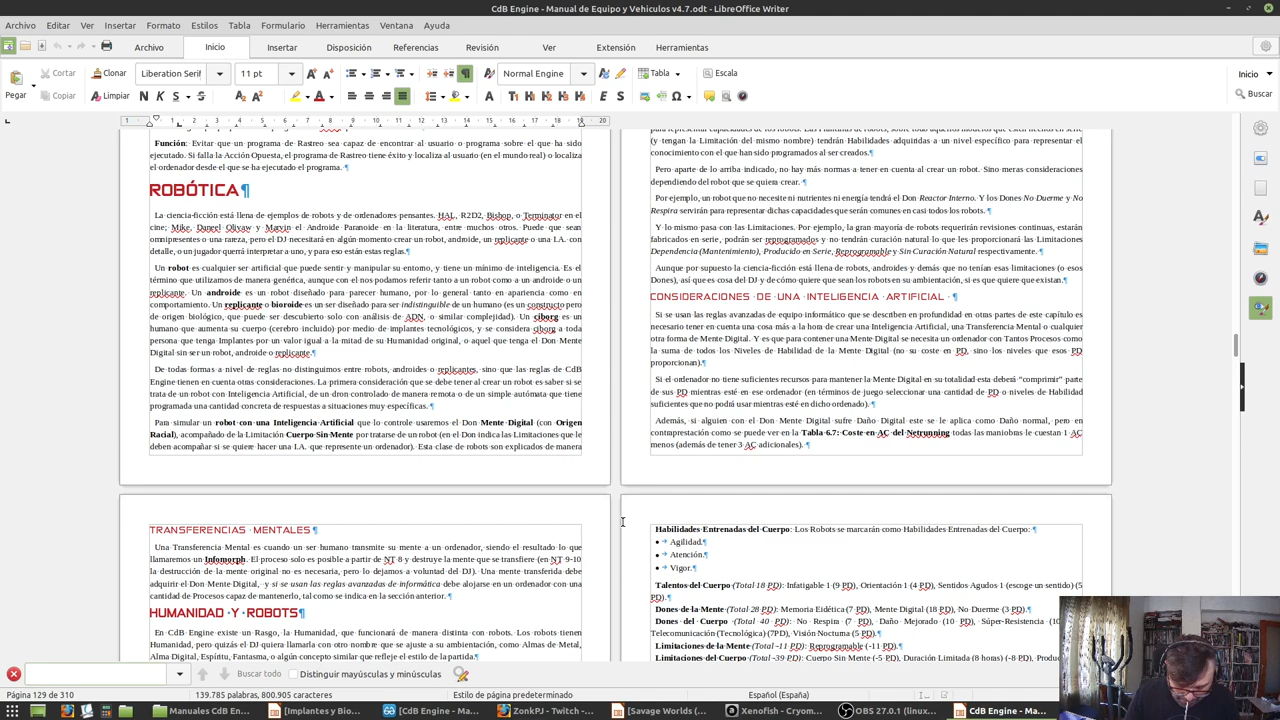 CdB Engine - Manual de Equipo y Vehiculos v4.7.odt - LibreOffice Writer
Archivo Editar Ver Insertar Formato Estilos Tabla Formulario Herramientas Ventana Ayuda
Archivo Inicio Insertar Disposición Referencias Revisión Ver Extensión Herramientas
Pegar Cortar Clonar Liberation Serif 11 pt Normal Engine Tabla Escala Inicio
Copiar Limpiar Buscar
Función: Evitar que un programa de Rastreo sea capaz de encontrar al usuario o programa sobre el que ha sido
ejecutado. Si falla la Acción Opuesta, el programa de Rastreo tiene éxito y localiza al usuario (en el mundo real) o localiza
el ordenador desde el que se ha ejecutado el programa. ¶
ROBÓTICA¶
La ciencia-ficción está llena de ejemplos de robots y de ordenadores pensantes. HAL, R2D2, Bishop, o Terminator en el
cine; Mike, Daneel Olivaw y Marvin el Androide Paranoide en la literatura, entre muchos otros. Puede que sean
omnipresentes o una rareza, pero el DJ necesitará en algún momento crear un robot, androide, un replicante o una I.A. con
detalle, o un jugador querrá interpretar a uno, y para eso están estas reglas.¶
Un robot es cualquier ser artificial que puede sentir y manipular su entorno, y tiene un mínimo de inteligencia. Es el
término que utilizamos de manera genérica, aunque con el nos podamos referir tanto a un robot como a un androide o un
replicante. Un androide es un robot diseñado para parecer humano, por lo general tanto en apariencia como en
comportamiento. Un replicante o bioroide es un ser diseñado para ser indistinguible de un humano (es un constructo pero
de origen biológico, que puede ser descubierto solo con análisis de ADN, o similar complejidad). Un ciborg es un
humano que aumenta su cuerpo (cerebro incluido) por medio de implantes tecnológicos, y se considera ciborg a toda
persona que tenga Implantes por un valor igual a la mitad de su Humanidad original, o aquel que tenga el Don Mente
Digital sin ser un robot, androide o replicante.¶
De todas formas a nivel de reglas no distinguimos entre robots, androides o replicantes, sino que las reglas de CdB
Engine tienen en cuenta otras consideraciones. La primera consideración que se debe tener al crear un robot es saber si se
trata de un robot con Inteligencia Artificial, de un dron controlado de manera remota o de un simple autómata que tiene
programada una cantidad concreta de respuestas a situaciones muy específicas. ¶
Para simular un robot con una Inteligencia Artificial que lo controle usaremos el Don Mente Digital (con Origen
Racial), acompañado de la Limitación Cuerpo Sin Mente por tratarse de un robot (en el Don indica las Limitaciones que le
deben acompañar si se quiere hacer una I.A. que represente un ordenador). Esta clase de robots son explicados de manera
(y tengan la Limitación del mismo nombre) tendrán Habilidades adquiridas a un nivel específico para representar el
conocimiento con el que han sido programados al ser creados.¶
Pero aparte de lo arriba indicado, no hay más normas a tener en cuenta al crear un robot. Sino meras consideraciones
dependiendo del robot que se quiera crear. ¶
Por ejemplo, un robot que no necesite ni nutrientes ni energía tendrá el Don Reactor Interno. Y los Dones No Duerme y No
Respira servirán para representar dichas capacidades que serán comunes en casi todos los robots. ¶
Y lo mismo pasa con las Limitaciones. Por ejemplo, la gran mayoría de robots requerirán revisiones continuas, estarán
fabricados en serie, podrán ser reprogramados y no tendrán curación natural lo que les proporcionará las Limitaciones
Dependencia (Mantenimiento), Producido en Serie, Reprogramable y Sin Curación Natural respectivamente. ¶
Aunque por supuesto la ciencia-ficción está llena de robots, androides y demás que no tenían esas limitaciones (o esos
Dones), así que es cosa del DJ y de cómo quiere que sean los robots en su ambientación, si es que quiere que existan.¶
CONSIDERACIONES DE UNA INTELIGENCIA ARTIFICIAL ¶
Si se usan las reglas avanzadas de equipo informático que se describen en profundidad en otras partes de este capítulo es
necesario tener en cuenta una cosa más a la hora de crear una Inteligencia Artificial, una Transferencia Mental o cualquier
otra forma de Mente Digital. Y es que para contener una Mente Digital se necesita un ordenador con Tantos Procesos como
la suma de todos los Niveles de Habilidad de la Mente Digital (no su coste en PD, sino los niveles que esos PD
proporcionan).¶
Si el ordenador no tiene suficientes recursos para mantener la Mente Digital en su totalidad esta deberá "comprimir" parte
de sus PD mientras esté en ese ordenador (en términos de juego seleccionar una cantidad de PD o niveles de Habilidad
suficientes que no podrá usar mientras esté en dicho ordenador). ¶
Además, si alguien con el Don Mente Digital sufre Daño Digital este se le aplica como Daño normal, pero en
contraprestación como se puede ver en la Tabla 6.7: Coste en AC del Netrunning todas las maniobras le cuestan 1 AC
menos (además de tener 3 AC adicionales). ¶
TRANSFERENCIAS MENTALES ¶
Una Transferencia Mental es cuando un ser humano transmite su mente a un ordenador, siendo el resultado lo que
llamaremos un Infomorph. El proceso solo es posible a partir de NT 8 y destruye la mente que se transfiere (en NT 9-10
la destrucción de la mente original no es necesaria, pero lo dejamos a voluntad del DJ). Una mente transferida debe
adquirir el Don Mente Digital, y si se usan las reglas avanzadas de informática debe alojarse en un ordenador con una
cantidad de Procesos capaz de mantenerlo, tal como se indica en la sección anterior. ¶
HUMANIDAD Y ROBOTS¶
En CdB Engine existe un Rasgo, la Humanidad, que funcionará de manera distinta con robots. Los robots tienen
Humanidad, pero quizás el DJ quiera llamarla con otro nombre que se ajuste a su ambientación, como Almas de Metal,
Alma Digital, Espíritu, Fantasma, o algún concepto similar que refleje el estilo de la partida.¶
Habilidades Entrenadas del Cuerpo: Los Robots se marcarán como Habilidades Entrenadas del Cuerpo: ¶
• Agilidad.¶
• Atención.¶
• Vigor.¶
Talentos del Cuerpo (Total 18 PD): Infatigable 1 (9 PD), Orientación 1 (4 PD), Sentidos Agudos 1 (escoge un sentido) (5
PD).¶
Dones de la Mente (Total 28 PD): Memoria Eidética (7 PD), Mente Digital (18 PD), No Duerme (3 PD).¶
Dones del Cuerpo (Total 40 PD): No Respira (7 PD), Daño Mejorado (10 PD), Súper-Resistencia (10
Telecomunicación (Tecnológica) (7PD), Visión Nocturna (5 PD).¶
Limitaciones de la Mente (Total -11 PD): Reprogramable (-11 PD).¶
Limitaciones del Cuerpo (Total -39 PD): Cuerpo Sin Mente (-5 PD), Duración Limitada (8 horas) (-8 PD), Produc
Buscar todo Distinguir mayúsculas y minúsculas
Página 129 de 310 139.785 palabras, 800.905 caracteres Estilo de página predeterminado Español (España)
Manuales CdB En... [Implantes y Bio... [CdB Engine - Ma... ZonkPJ - Twitch -... [Savage Worlds (... Xenofish — Cryom... OBS 27.0.1 (linux... CdB Engine - Man...